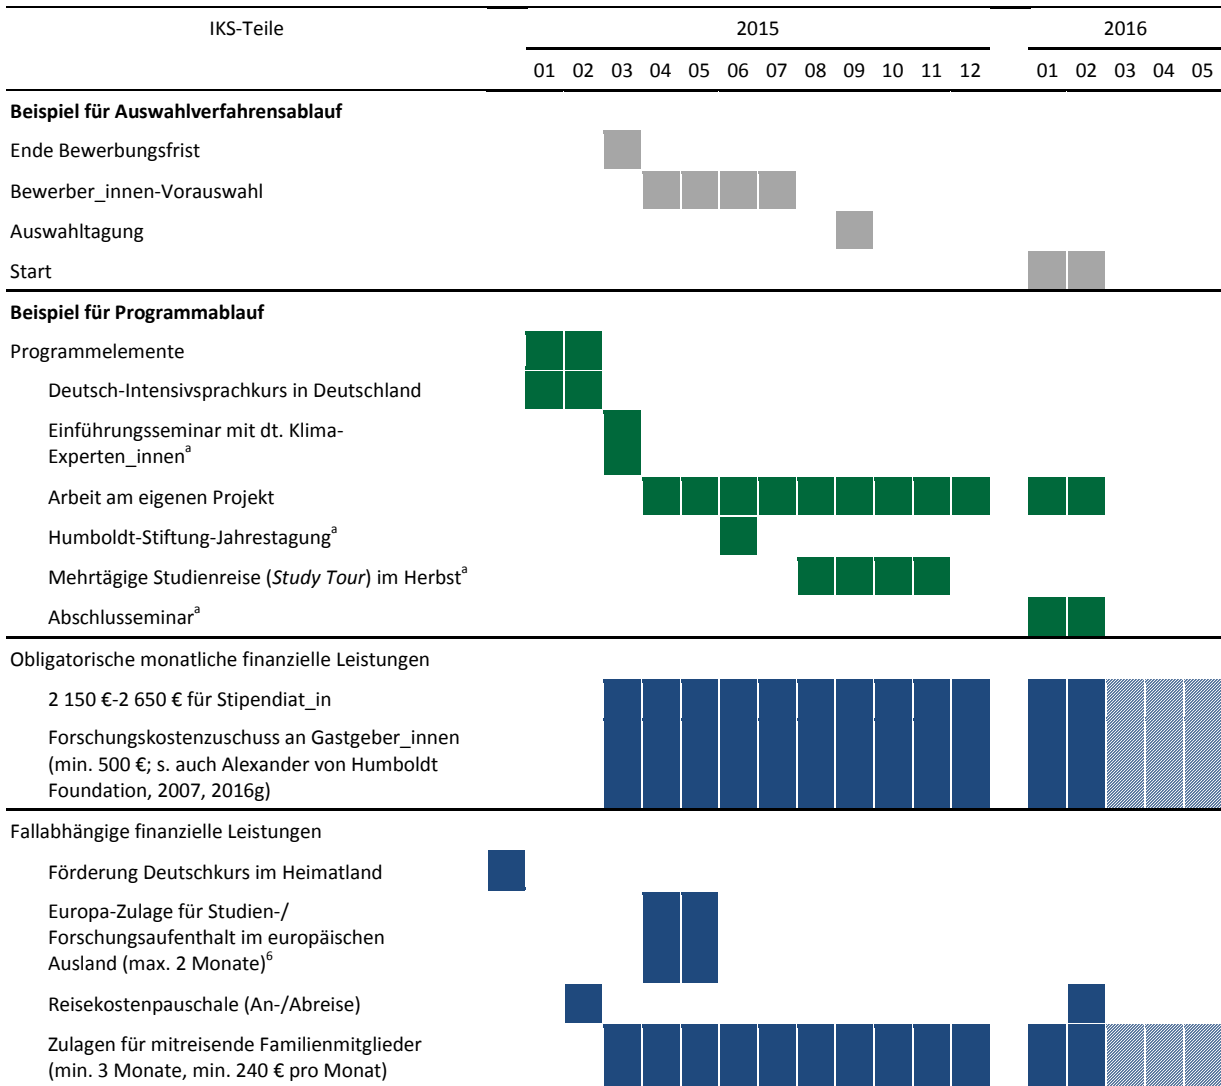 IKS-Teile 2015 2016
01 02 03 04 05 06 07 08 09 10 11 12 01 02 03 04 05
Beispiel für Auswahlverfahrensablauf
Ende Bewerbungsfrist
Bewerber_innen-Vorauswahl
Auswahltagung
Start
Beispiel für Programmablauf
Programmelemente
Deutsch-Intensivsprachkurs in Deutschland
Einführungsseminar mit dt. Klima-
Experten_innenᵃ
Arbeit am eigenen Projekt
Humboldt-Stiftung-Jahrestagungᵃ
Mehrtägige Studienreise (Study Tour) im Herbstᵃ
Abschlusseminarᵃ
Obligatorische monatliche finanzielle Leistungen
2 150 €-2 650 € für Stipendiat_in
Forschungskostenzuschuss an Gastgeber_innen
(min. 500 €; s. auch Alexander von Humboldt
Foundation, 2007, 2016g)
Fallabhängige finanzielle Leistungen
Förderung Deutschkurs im Heimatland
Europa-Zulage für Studien-/
Forschungsaufenthalt im europäischen
Ausland (max. 2 Monate)⁶
Reisekostenpauschale (An-/Abreise)
Zulagen für mitreisende Familienmitglieder
(min. 3 Monate, min. 240 € pro Monat)